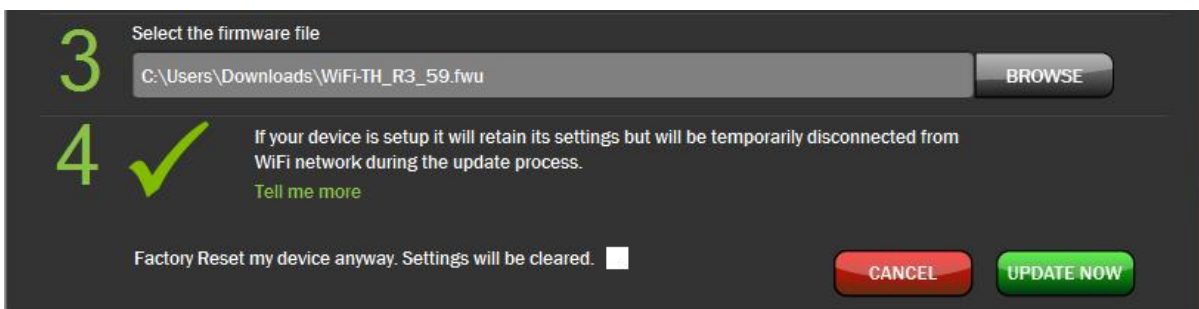 3
Select the firmware file
C:\Users\Downloads\WiFi-TH_R3_59.fwu
BROWSE
4
If your device is setup it will retain its settings but will be temporarily disconnected from
WiFi network during the update process.
Tell me more
Factory Reset my device anyway. Settings will be cleared.
CANCEL
UPDATE NOW